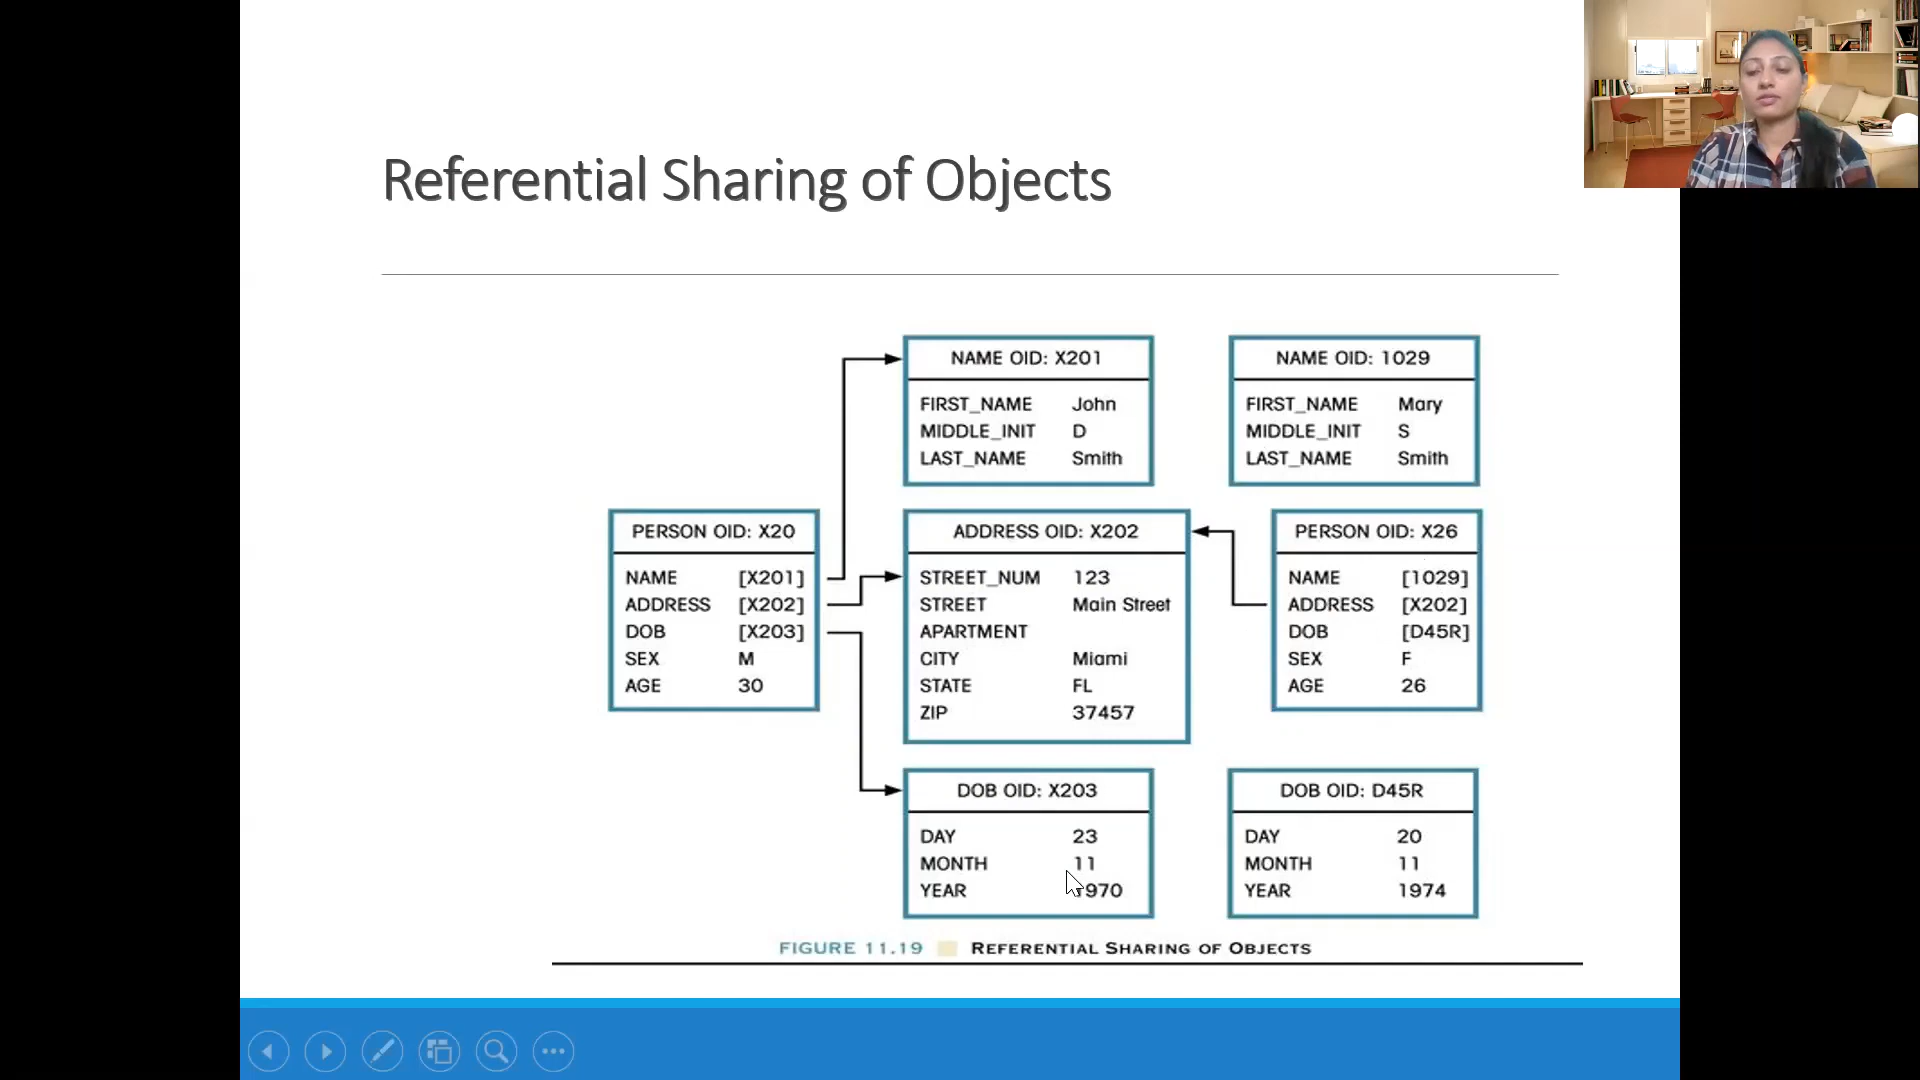 Referential Sharing of Objects
NAME OID: X201
FIRST_NAME John
MIDDLE_INIT D
LAST_NAME Smith
NAME OID: 1029
FIRST_NAME Mary
MIDDLE_INIT S
LAST_NAME Smith
PERSON OID: X20
NAME [X201]
ADDRESS [X202]
DOB [X203]
SEX M
AGE 30
ADDRESS OID: X202
STREET_NUM 123
STREET Main Street
APARTMENT
CITY Miami
STATE FL
ZIP 37457
PERSON OID: X26
NAME [1029]
ADDRESS [X202]
DOB [D45R]
SEX F
AGE 26
DOB OID: X203
DAY 23
MONTH 11
YEAR 1970
DOB OID: D45R
DAY 20
MONTH 11
YEAR 1974
FIGURE 11.19 REFERENTIAL SHARING OF OBJECTS